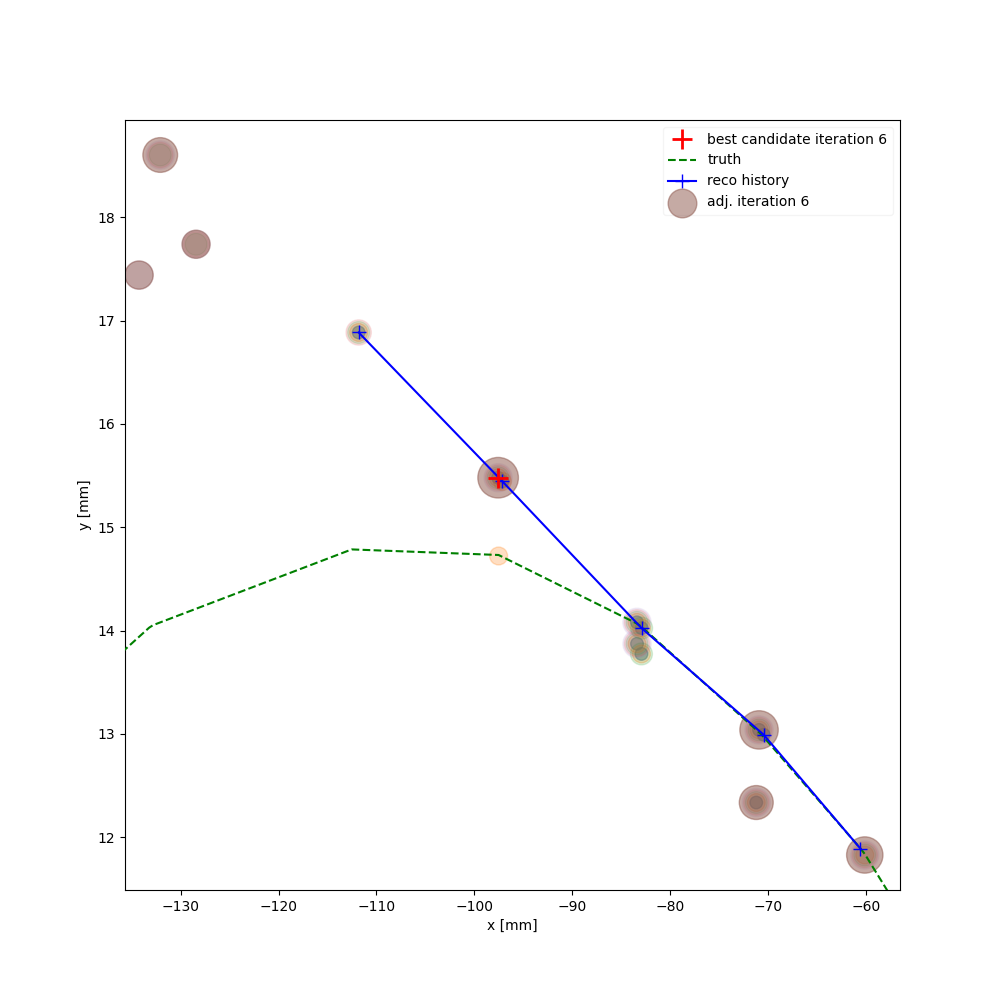 best candidate iteration 6
truth
reco history
adj. iteration 6
18
17
16
15
14
13
12
y [mm]
−130 −120 −110 −100 −90 −80 −70 −60
x [mm]